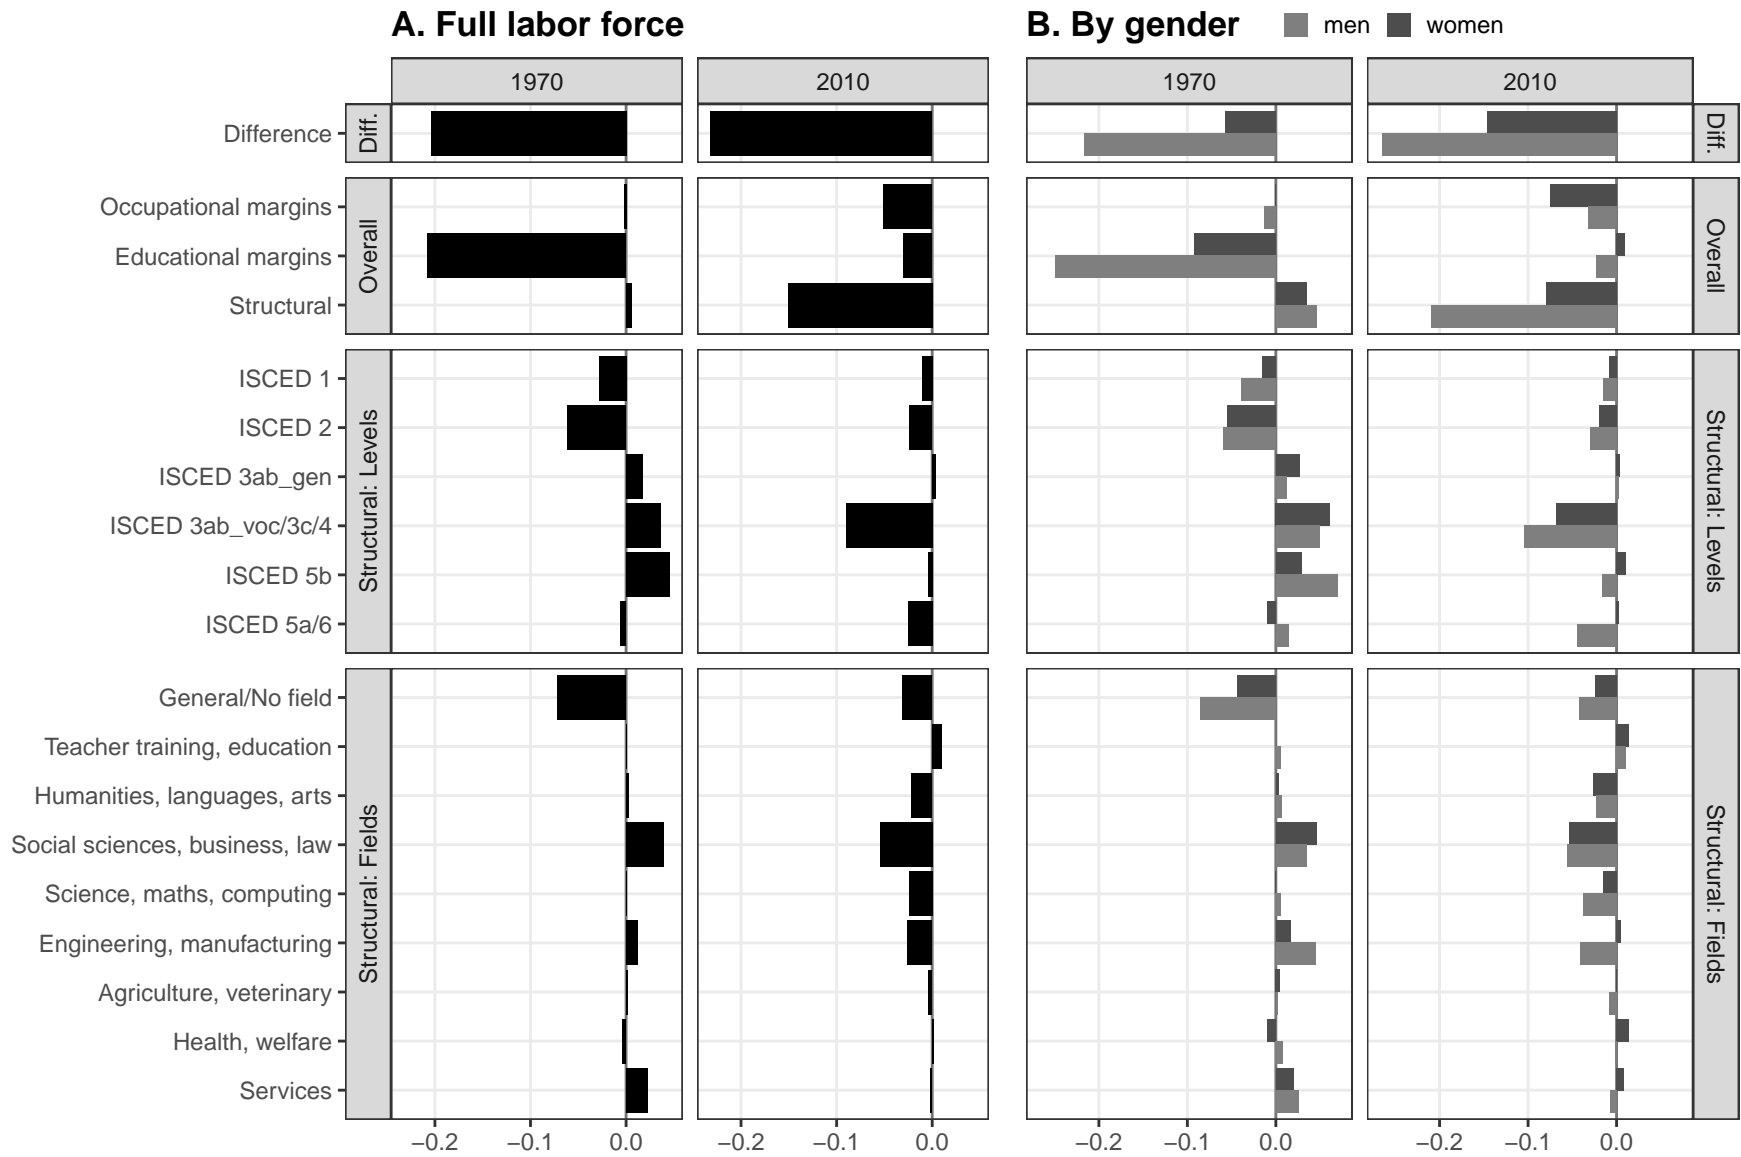 A. Full labor force
B. By gender
men
women
1970
2010
1970
2010
Difference
Diff.
Diff.
Occupational margins
Educational margins
Structural
Overall
Overall
ISCED 1
ISCED 2
ISCED 3ab_gen
ISCED 3ab_voc/3c/4
ISCED 5b
ISCED 5a/6
Structural: Levels
Structural: Levels
General/No field
Teacher training, education
Humanities, languages, arts
Social sciences, business, law
Science, maths, computing
Engineering, manufacturing
Agriculture, veterinary
Health, welfare
Services
Structural: Fields
Structural: Fields
−0.2 −0.1 0.0
−0.2 −0.1 0.0
−0.2 −0.1 0.0
−0.2 −0.1 0.0